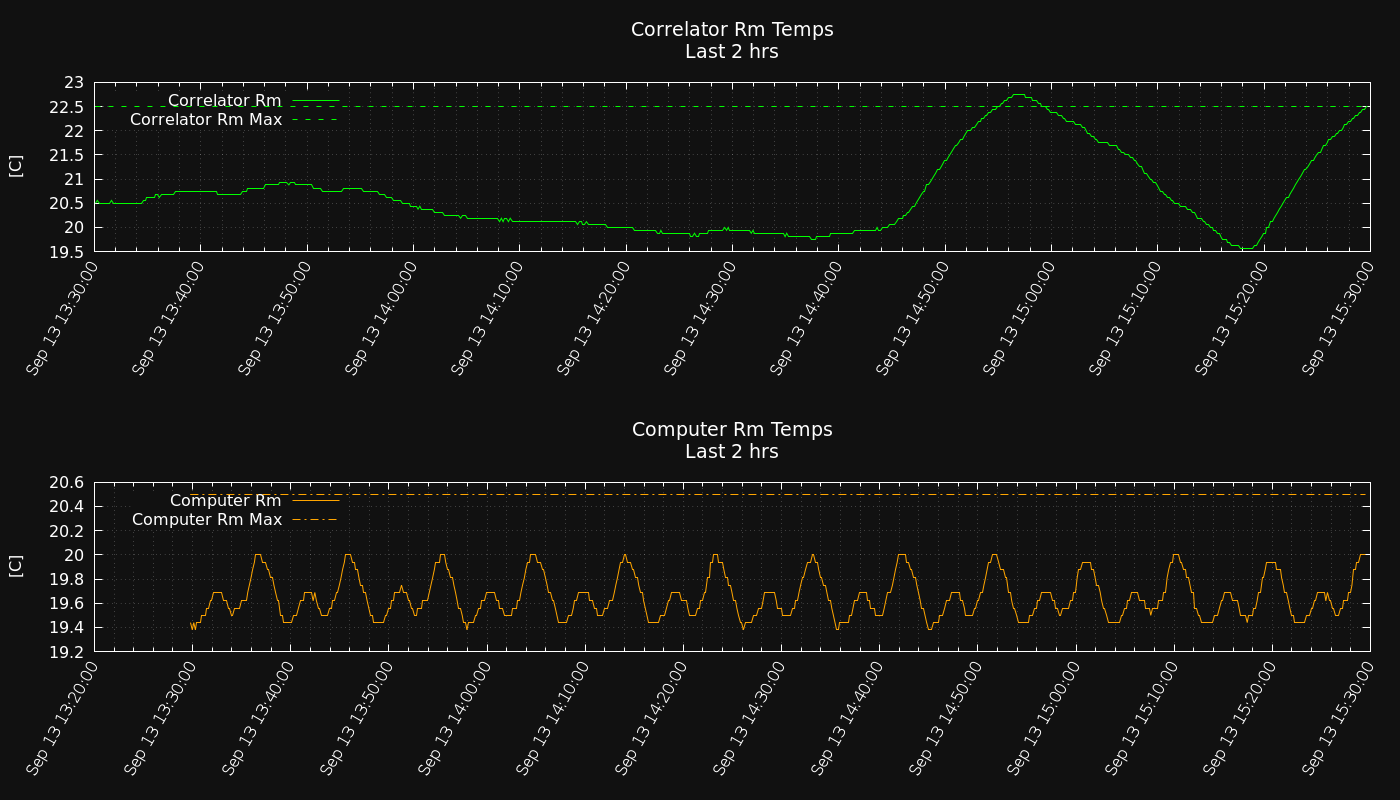 Correlator Rm Temps
Last 2 hrs
23
22.5
22
21.5
21
20.5
20
19.5
[C]
Correlator Rm
Correlator Rm Max
Sep 13 13:30:00
Sep 13 13:40:00
Sep 13 13:50:00
Sep 13 14:00:00
Sep 13 14:10:00
Sep 13 14:20:00
Sep 13 14:30:00
Sep 13 14:40:00
Sep 13 14:50:00
Sep 13 15:00:00
Sep 13 15:10:00
Sep 13 15:20:00
Sep 13 15:30:00
Computer Rm Temps
Last 2 hrs
20.6
20.4
20.2
20
19.8
19.6
19.4
19.2
[C]
Computer Rm
Computer Rm Max
Sep 13 13:20:00
Sep 13 13:30:00
Sep 13 13:40:00
Sep 13 13:50:00
Sep 13 14:00:00
Sep 13 14:10:00
Sep 13 14:20:00
Sep 13 14:30:00
Sep 13 14:40:00
Sep 13 14:50:00
Sep 13 15:00:00
Sep 13 15:10:00
Sep 13 15:20:00
Sep 13 15:30:00